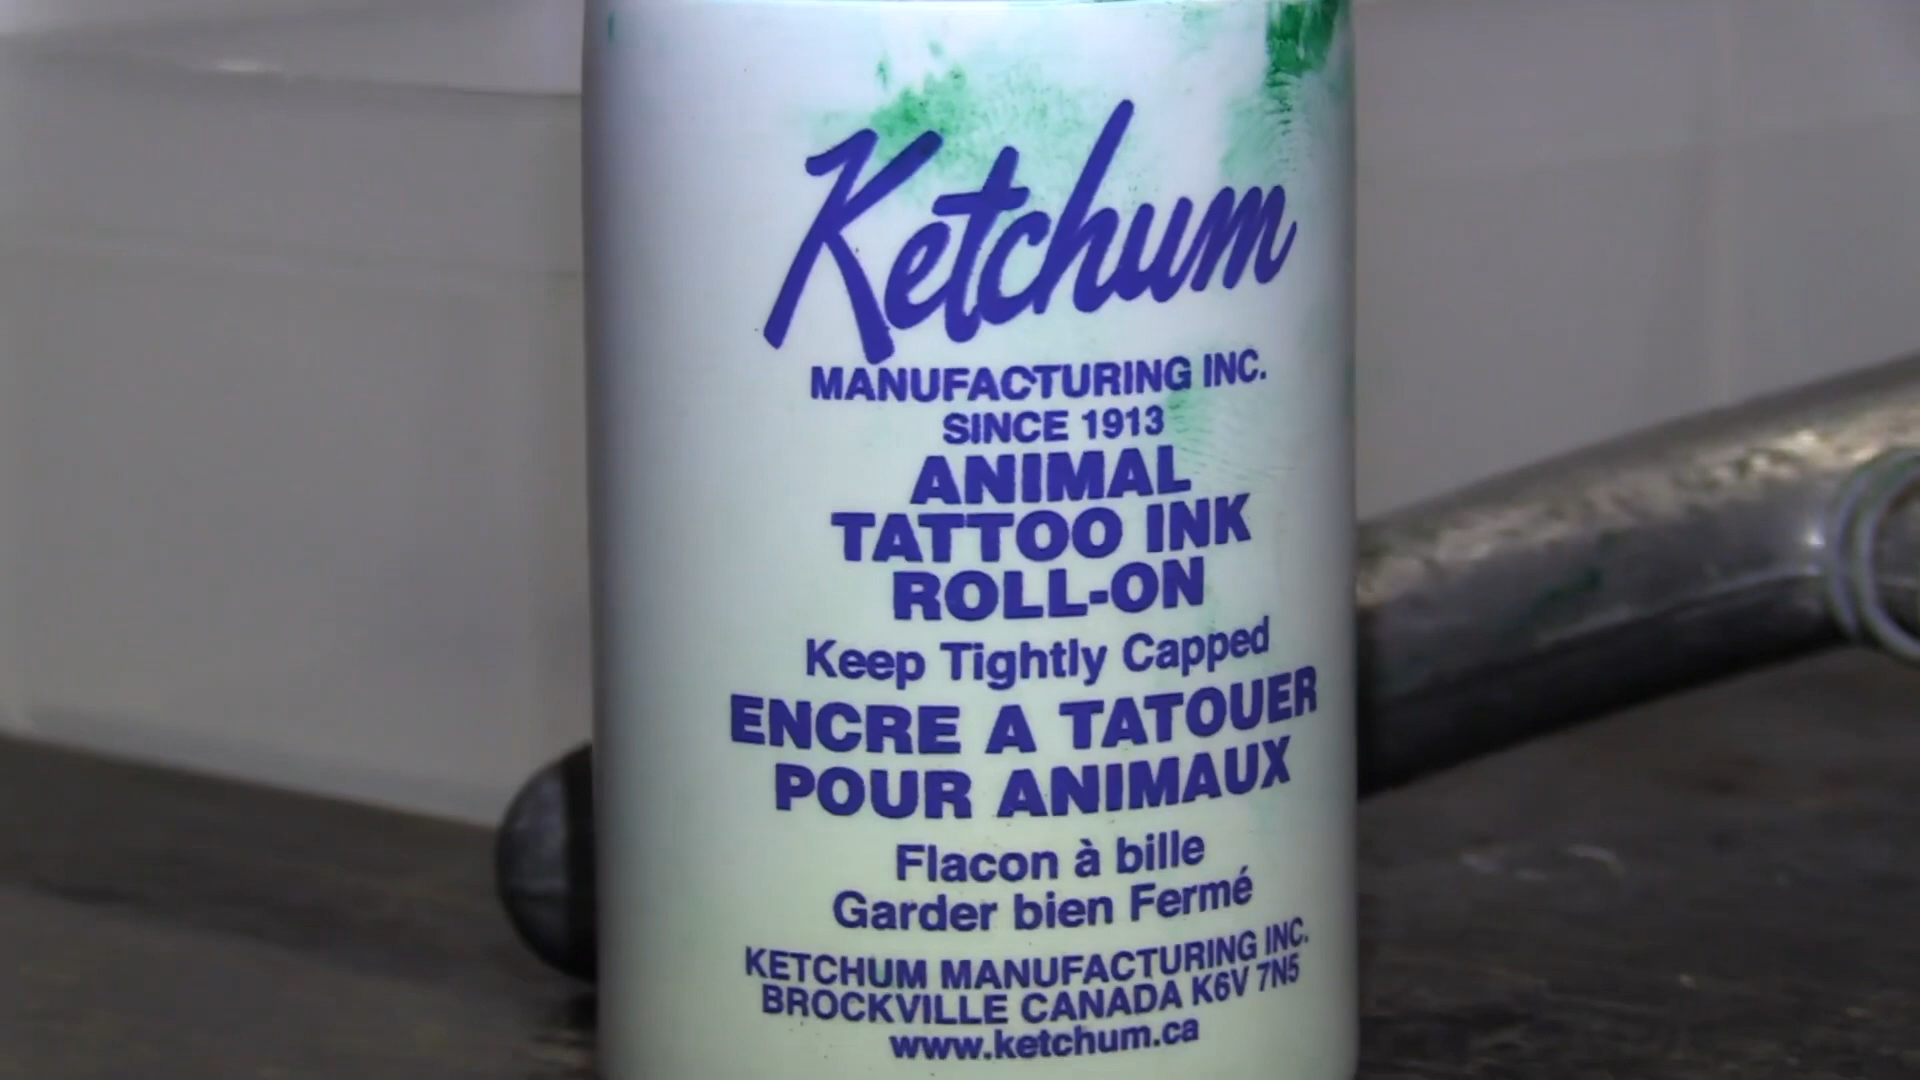 Ketchum
MANUFACTURING INC.
SINCE 1913
ANIMAL
TATTOO INK
ROLL-ON
Keep Tightly Capped
ENCRE A TATOUER
POUR ANIMAUX
Flacon à bille
Garder bien Fermé
KETCHUM MANUFACTURING INC.
BROCKVILLE CANADA K6V 7N5
www.ketchum.ca